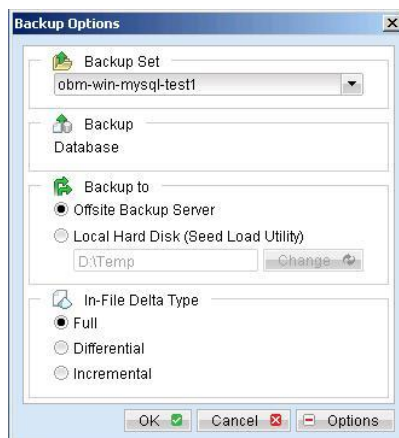 Backup Options
Backup Set
obm-win-mysql-test1
Backup
Database
Backup to
Offsite Backup Server
Local Hard Disk (Seed Load Utility)
D:\Temp Change
In-File Delta Type
Full
Differential
Incremental
OK Cancel Options